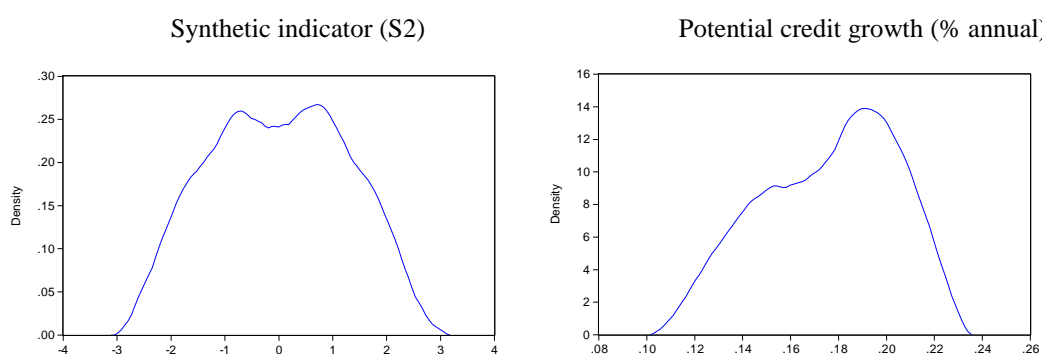 Synthetic indicator (S2)
Potential credit growth (% annual)
.30
.25
.20
.15
.10
.05
.00
Density
-4 -3 -2 -1 0 1 2 3 4
16
14
12
10
8
6
4
2
0
Density
.08 .10 .12 .14 .16 .18 .20 .22 .24 .26